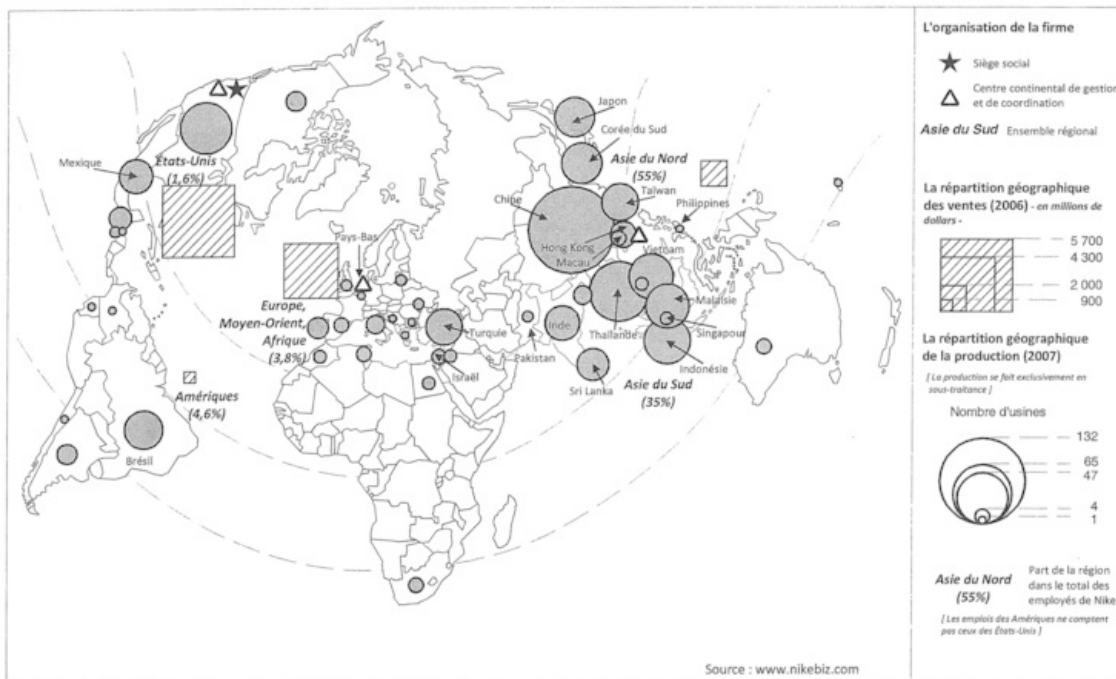 Mexique
États-Unis
(1,6%)
Pays-Bas
Europe,
Moyen-Orient,
Afrique
(3,8%)
Turquie
Israël
Amériques
(4,6%)
Brésil
Japon
Corée du Sud
Asie du Nord
(55%)
Taïwan
Philippines
Chine
Hong Kong
Macau
Vietnam
Malaisie
Inde
Thaïlande
Singapour
Pakistan
Indonésie
Sri Lanka
Asie du Sud
(35%)
Source : www.nikebiz.com
L'organisation de la firme
Siège social
Centre continental de gestion
et de coordination
Asie du Sud Ensemble régional
La répartition géographique
des ventes (2006) - en millions de
dollars -
5 700
4 300
2 000
900
La répartition géographique
de la production (2007)
[ La production se fait exclusivement en
sous-traitance ]
Nombre d'usines
132
65
47
4
1
Asie du Nord
(55%)
Part de la région
dans le total des
employés de Nike
[ Les emplois des Amériques ne comptent
pas ceux des États-Unis ]